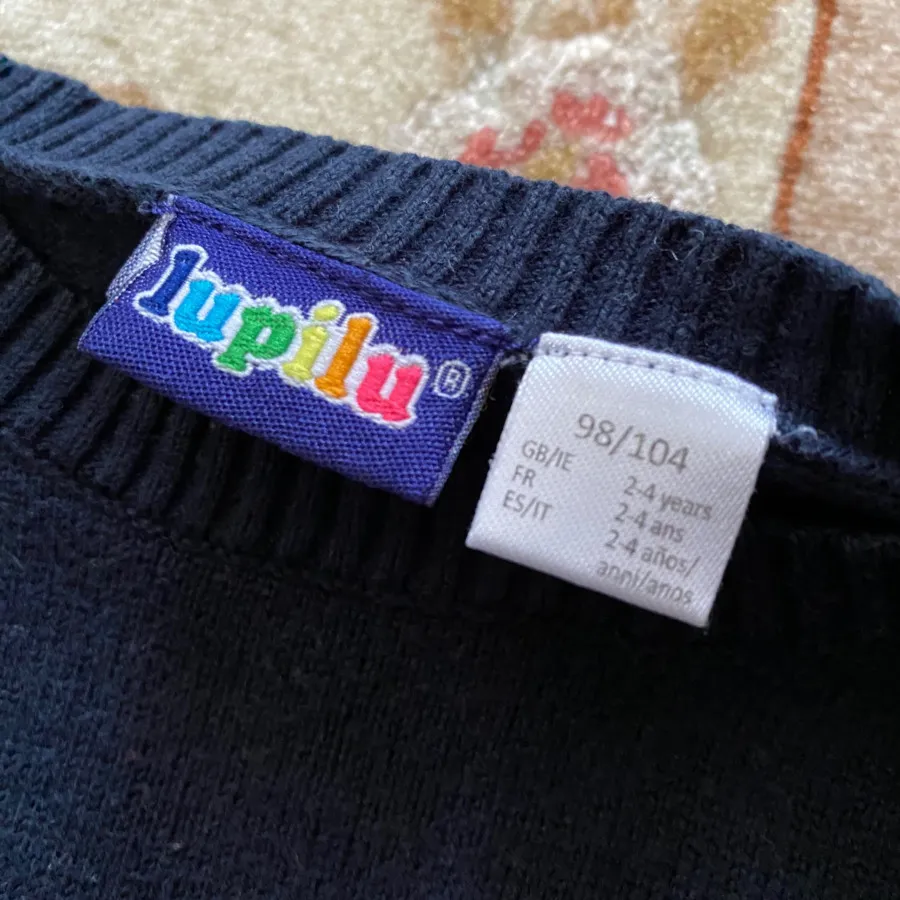 lupilu®
98/104
GB/IE 2-4 years
FR 2-4 ans
ES/IT 2-4 años/
anni/anos